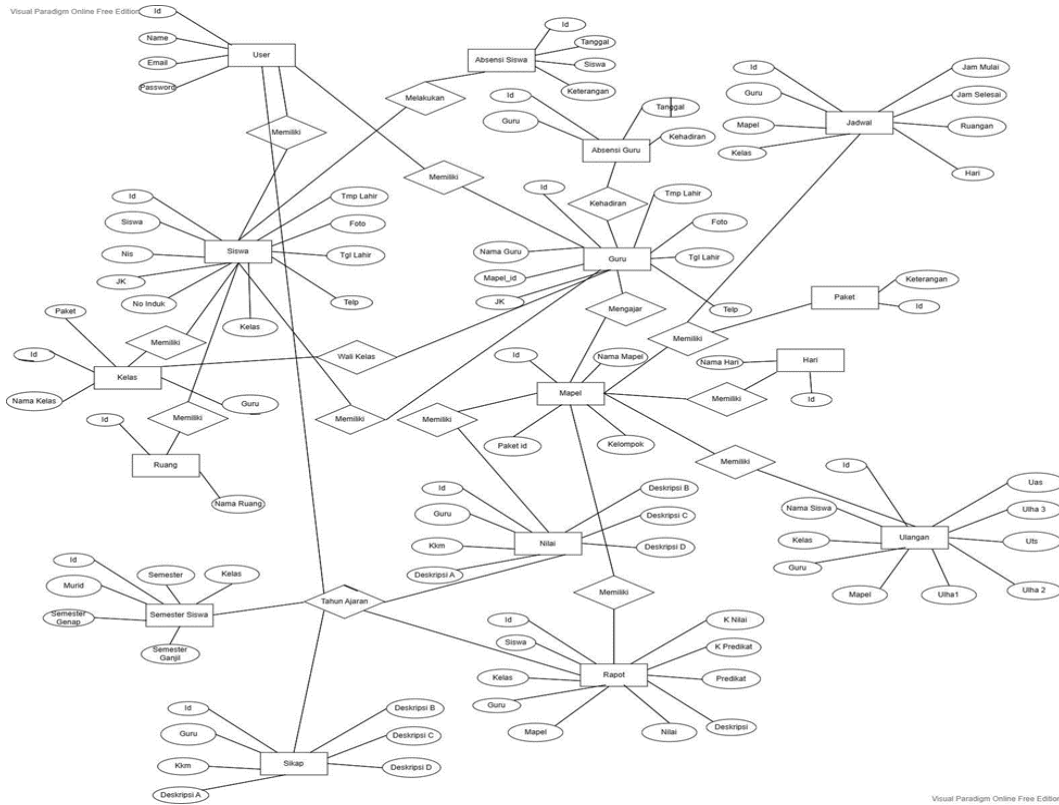 Visual Paradigm Online Free Edition
Id
Name
Email
Password
User
Memiliki
Melakukan
Absensi Siswa
Id
Tanggal
Siswa
Keterangan
Id
Guru
Absensi Guru
Tanggal
Kehadiran
Kehadiran
Memiliki
Id
Guru
Mapel
Kelas
Jadwal
Jam Mulai
Jam Selesai
Ruangan
Hari
Id
Siswa
Nis
JK
No Induk
Siswa
Tmp Lahir
Foto
Tgl Lahir
Telp
Kelas
Id
Nama Guru
Mapel_id
JK
Guru
Tmp Lahir
Foto
Tgl Lahir
Telp
Mengajar
Paket
Keterangan
Id
Memiliki
Paket
Id
Nama Kelas
Kelas
Guru
Memiliki
Wali Kelas
Memiliki
Id
Ruang
Nama Ruang
Memiliki
Memiliki
Id
Nama Mapel
Mapel
Paket id
Kelompok
Nama Hari
Hari
Id
Memiliki
Memiliki
Id
Nama Siswa
Kelas
Guru
Mapel
Ulha1
Ulangan
Uas
Ulha 3
Uts
Ulha 2
Id
Guru
Kkm
Deskripsi A
Nilai
Deskripsi B
Deskripsi C
Deskripsi D
Id
Murid
Semester
Genap
Semester
Kelas
Semester Siswa
Semester
Ganjil
Tahun Ajaran
Memiliki
Id
Siswa
Kelas
Guru
Mapel
Rapot
K Nilai
K Predikat
Predikat
Deskripsi
Nilai
Id
Guru
Kkm
Deskripsi A
Sikap
Deskripsi B
Deskripsi C
Deskripsi D
Visual Paradigm Online Free Edition